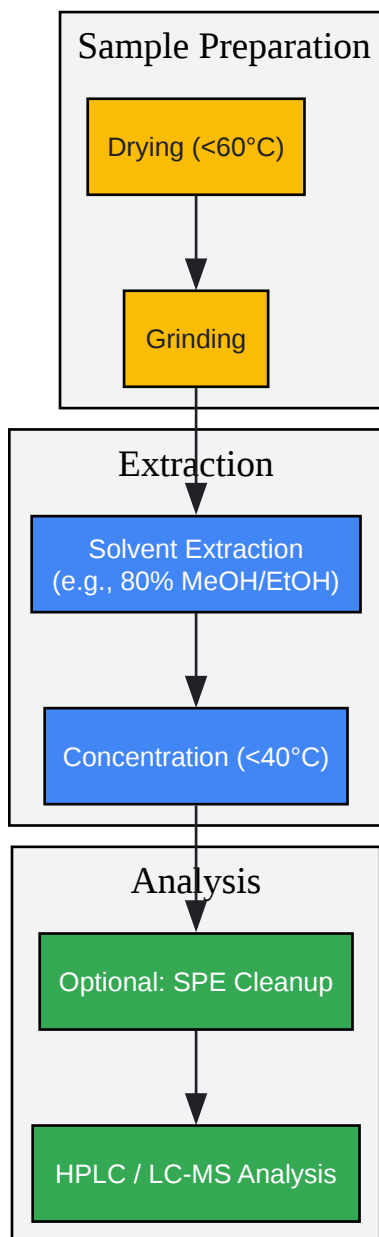 Sample Preparation
Drying (<60°C)
Grinding
Extraction
Solvent Extraction
(e.g., 80% MeOH/EtOH)
Concentration (<40°C)
Analysis
Optional: SPE Cleanup
HPLC / LC-MS Analysis